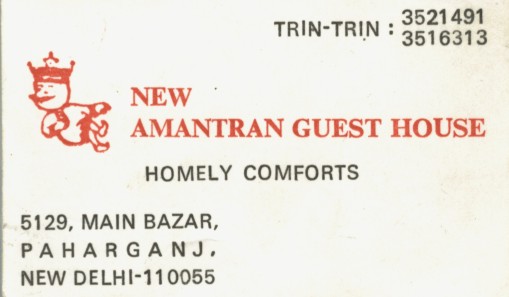 TRIN-TRIN : 3521491
3516313
NEW
AMANTRAN GUEST HOUSE
HOMELY COMFORTS
5129, MAIN BAZAR,
PAHARGANJ,
NEW DELHI-110055